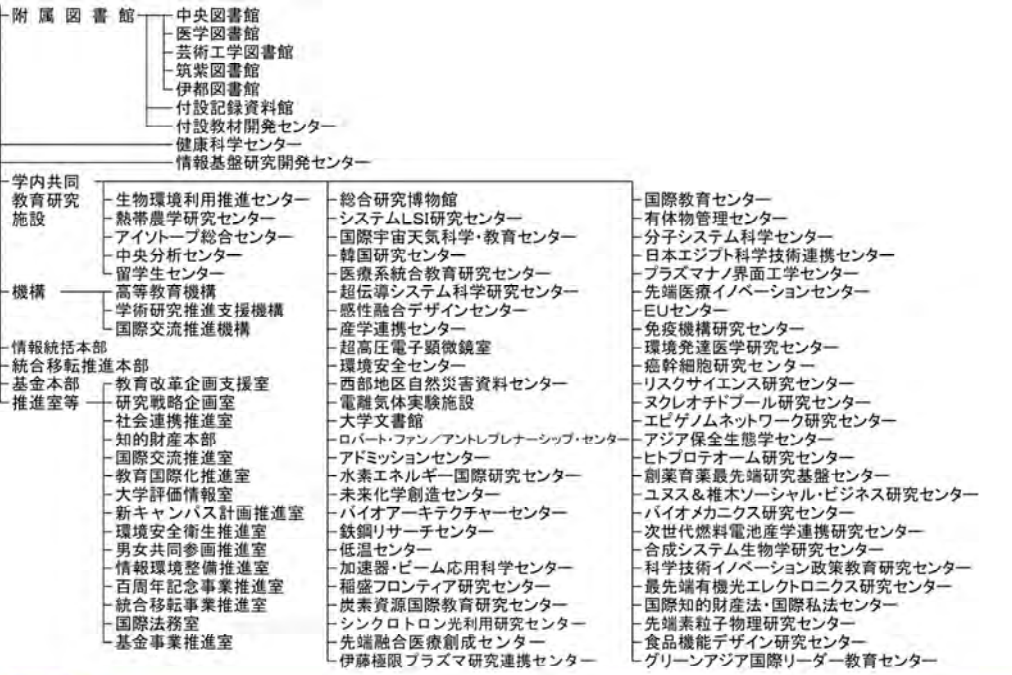 附属図書館
中央図書館
医学図書館
芸術工学図書館
筑紫図書館
伊都図書館
付設記録資料館
付設教材開発センター
健康科学センター
情報基盤研究開発センター
学内共同
教育研究
施設
生物環境利用推進センター
熱帯農学研究センター
アイソトープ総合センター
中央分析センター
留学生センター
機構
高等教育機構
学術研究推進支援機構
国際交流推進機構
情報統括本部
統合移転推進本部
基金本部
推進室等
教育改革企画支援室
研究戦略企画室
社会連携推進室
知的財産本部
国際交流推進室
教育国際化推進室
大学評価情報室
新キャンパス計画推進室
環境安全衛生推進室
男女共同参画推進室
情報環境整備推進室
百周年記念事業推進室
統合移転事業推進室
国際法務室
基金事業推進室
総合研究博物館
システムLSI研究センター
国際宇宙天気科学・教育センター
韓国研究センター
医療系統合教育研究センター
超伝導システム科学研究センター
感性融合デザインセンター
産学連携センター
超高圧電子顕微鏡室
環境安全センター
西部地区自然災害資料センター
電離気体実験施設
大学文書館
ロバート・ファン／アントレプレナーシップ・センター
アドミッションセンター
水素エネルギー国際研究センター
未来化学創造センター
バイオアーキテクチャーセンター
鉄鋼リサーチセンター
低温センター
加速器・ビーム応用科学センター
稲盛フロンティア研究センター
炭素資源国際教育研究センター
シンクロトロン光利用研究センター
先端融合医療創成センター
伊藤極限プラズマ研究連携センター
国際教育センター
有体物管理センター
分子システム科学センター
日本エジプト科学技術連携センター
プラズマナノ界面工学センター
先端医療イノベーションセンター
EUセンター
免疫機構研究センター
環境発達医学研究センター
癌幹細胞研究センター
リスクサイエンス研究センター
ヌクレオチドプール研究センター
エピゲノムネットワーク研究センター
アジア保全生態学センター
ヒトプロテオーム研究センター
創薬育薬最先端研究基盤センター
ユヌス＆椎木ソーシャル・ビジネス研究センター
バイオメカニクス研究センター
次世代燃料電池産学連携研究センター
合成システム生物学研究センター
科学技術イノベーション政策教育研究センター
最先端有機光エレクトロニクス研究センター
国際知的財産法・国際私法センター
先端素粒子物理研究センター
食品機能デザイン研究センター
グリーンアジア国際リーダー教育センター